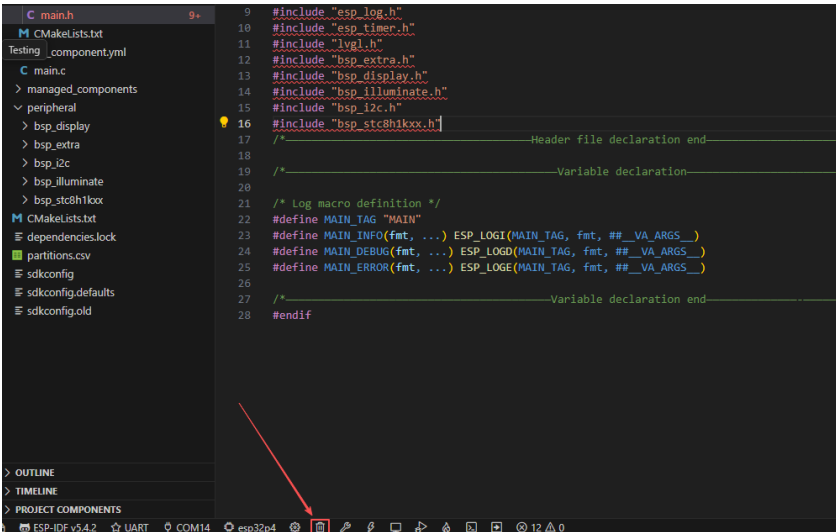 main.h 9+
CMakeLists.txt
Testing
_component.yml
main.c
managed_components
peripheral
bsp_display
bsp_extra
bsp_i2c
bsp_illuminate
bsp_stc8h1kxx
CMakeLists.txt
dependencies.lock
partitions.csv
sdkconfig
sdkconfig.defaults
sdkconfig.old
OUTLINE
TIMELINE
PROJECT COMPONENTS
9 #include "esp_log.h"
10 #include "esp_timer.h"
11 #include "lvgl.h"
12 #include "bsp_extra.h"
13 #include "bsp_display.h"
14 #include "bsp_illuminate.h"
15 #include "bsp_i2c.h"
16 #include "bsp_stc8h1kxx.h"
17 /*————————————————————————————————————————Header file declaration end——————————————————————
18
19 /*————————————————————————————————————————————Variable declaration————————————————————————
20
21 /* Log macro definition */
22 #define MAIN_TAG "MAIN"
23 #define MAIN_INFO(fmt, ...) ESP_LOGI(MAIN_TAG, fmt, ##__VA_ARGS__)
24 #define MAIN_DEBUG(fmt, ...) ESP_LOGD(MAIN_TAG, fmt, ##__VA_ARGS__)
25 #define MAIN_ERROR(fmt, ...) ESP_LOGE(MAIN_TAG, fmt, ##__VA_ARGS__)
26
27 /*———————————————————————————————————————————Variable declaration end—————————————————————
28 #endif
ESP-IDF v5.4.2 UART COM14 esp32p4 12 0